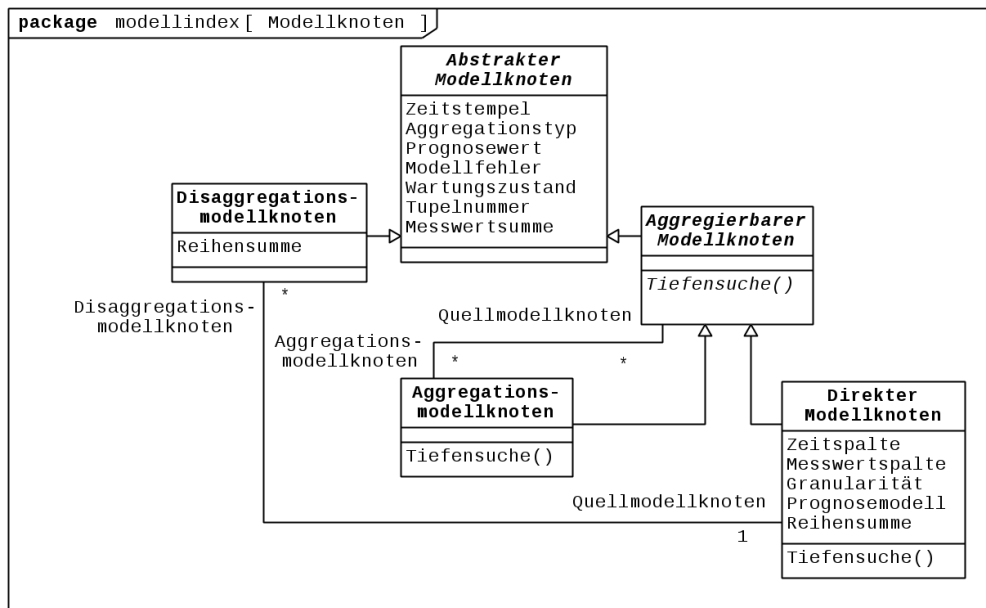 package modellindex[ Modellknoten ]
Abstrakter
Modellknoten
Zeitstempel
Aggregationstyp
Prognosewert
Modellfehler
Wartungszustand
Tupelnummer
Messwertsumme
Disaggregations-
modellknoten
Reihensumme
Aggregierbarer
Modellknoten
Tiefensuche()
*
Disaggregations-
modellknoten
Quellmodellknoten
Aggregations-
modellknoten
*
*
Aggregations-
modellknoten
Tiefensuche()
Direkter
Modellknoten
Zeitspalte
Messwertspalte
Granularität
Prognosemodell
Reihensumme
Tiefensuche()
Quellmodellknoten
1